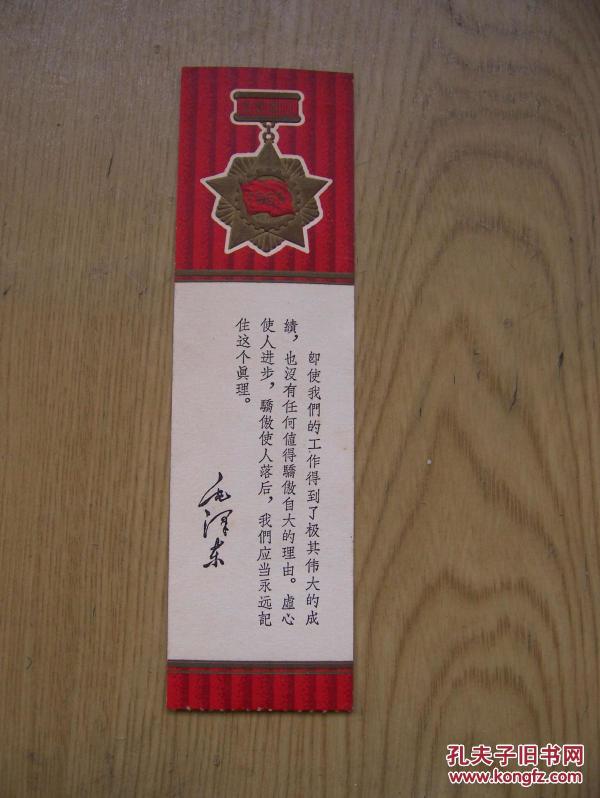 即使我們的工作得到了极其伟大的成
績，也沒有任何值得驕傲自大的理由。虛心
使人进步，驕傲使人落后，我們应当永远記
住这个眞理。
毛泽东
孔夫子旧书网
www.kongfz.com